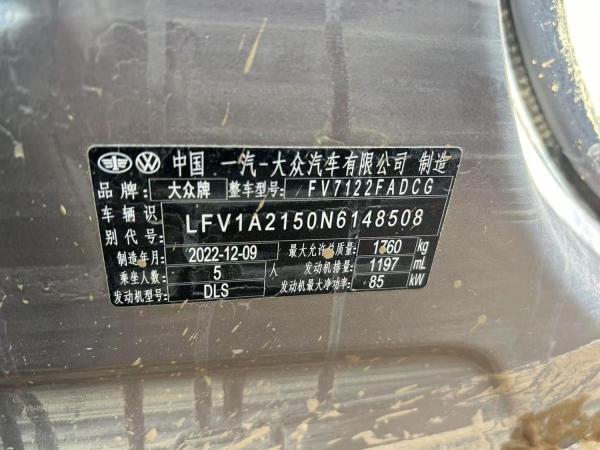 中国 一汽-大众汽车有限公司 制造
品牌: 大众牌 整车型号: FV7122FADCG
车辆识别代号: LFV1A2150N6148508
制造年月: 2022-12-09 最大允许总质量: 1760 kg
乘坐人数: 5 人 发动机排量: 1197 mL
发动机型号: DLS 发动机最大净功率: 85 kW